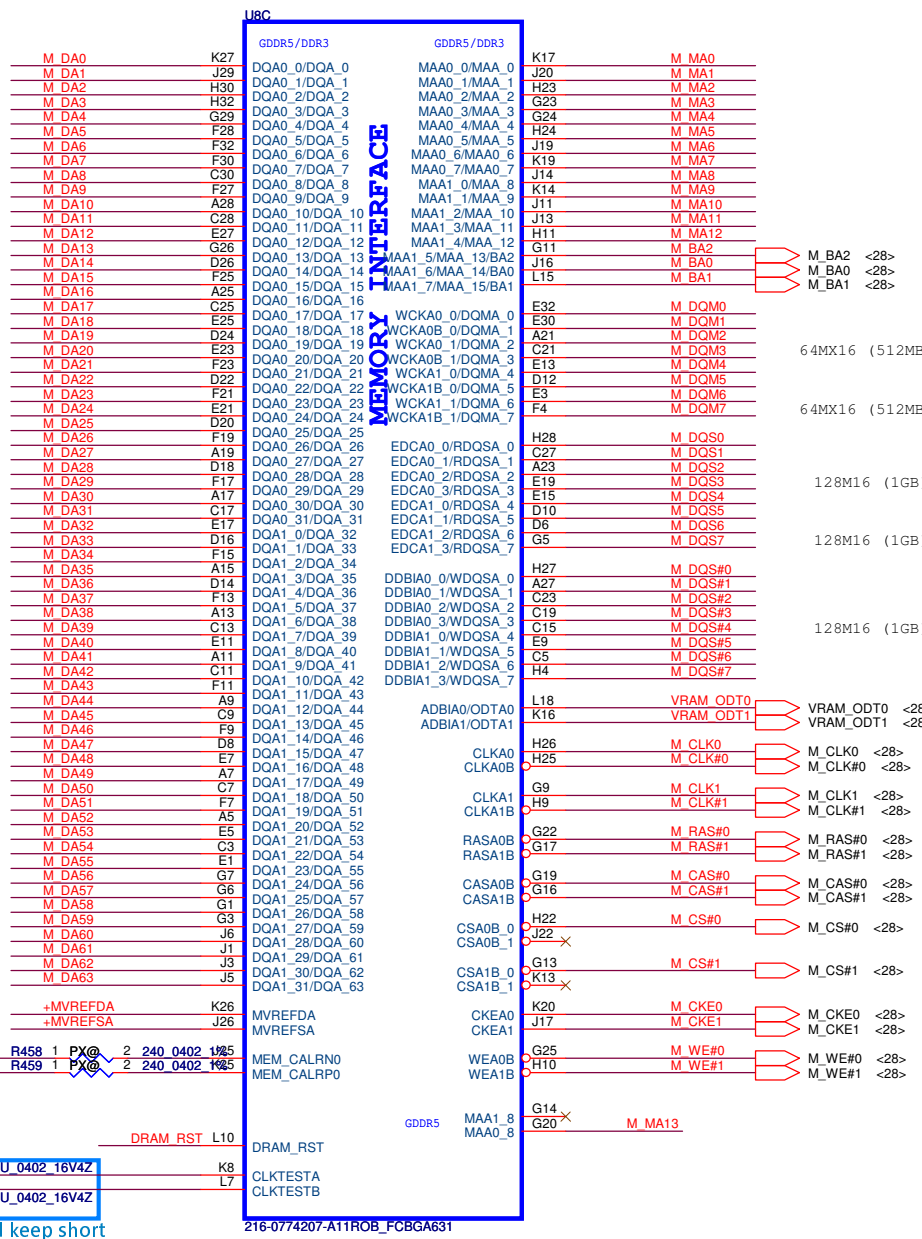 U8C
GDDR5/DDR3 GDDR5/DDR3
MEMORY INTERFACE
M_DA0 K27 DQA0_0/DQA_0 MAA0_0/MAA_0 K17 M_MA0
M_DA1 J29 DQA0_1/DQA_1 MAA0_1/MAA_1 J20 M_MA1
M_DA2 H30 DQA0_2/DQA_2 MAA0_2/MAA_2 H23 M_MA2
M_DA3 H32 DQA0_3/DQA_3 MAA0_3/MAA_3 G23 M_MA3
M_DA4 G29 DQA0_4/DQA_4 MAA0_4/MAA_4 G24 M_MA4
M_DA5 F28 DQA0_5/DQA_5 MAA0_5/MAA_5 H24 M_MA5
M_DA6 F32 DQA0_6/DQA_6 MAA0_6/MAA0_6 J19 M_MA6
M_DA7 F30 DQA0_7/DQA_7 MAA0_7/MAA0_7 K19 M_MA7
M_DA8 C30 DQA0_8/DQA_8 MAA1_0/MAA_8 J14 M_MA8
M_DA9 F27 DQA0_9/DQA_9 MAA1_1/MAA_9 K14 M_MA9
M_DA10 A28 DQA0_10/DQA_10 MAA1_2/MAA_10 J11 M_MA10
M_DA11 C28 DQA0_11/DQA_11 MAA1_3/MAA_11 J13 M_MA11
M_DA12 E27 DQA0_12/DQA_12 MAA1_4/MAA_12 H11 M_MA12
M_DA13 G26 DQA0_13/DQA_13 MAA1_5/MAA_13/BA2 G11 M_BA2 M_BA2 <28>
M_DA14 D26 DQA0_14/DQA_14 MAA1_6/MAA_14/BA0 J16 M_BA0 M_BA0 <28>
M_DA15 F25 DQA0_15/DQA_15 MAA1_7/MAA_15/BA1 L15 M_BA1 M_BA1 <28>
M_DA16 A25 DQA0_16/DQA_16
M_DA17 C25 DQA0_17/DQA_17 WCKA0_0/DQMA_0 E32 M_DQM0
M_DA18 E25 DQA0_18/DQA_18 WCKA0B_0/DQMA_1 E30 M_DQM1
M_DA19 D24 DQA0_19/DQA_19 WCKA0_1/DQMA_2 A21 M_DQM2
M_DA20 E23 DQA0_20/DQA_20 WCKA0B_1/DQMA_3 C21 M_DQM3 64MX16 (512MB
M_DA21 F23 DQA0_21/DQA_21 WCKA1_0/DQMA_4 E13 M_DQM4
M_DA22 D22 DQA0_22/DQA_22 WCKA1B_0/DQMA_5 D12 M_DQM5
M_DA23 F21 DQA0_23/DQA_23 WCKA1_1/DQMA_6 E3 M_DQM6
M_DA24 E21 DQA0_24/DQA_24 WCKA1B_1/DQMA_7 F4 M_DQM7 64MX16 (512MB
M_DA25 D20 DQA0_25/DQA_25
M_DA26 F19 DQA0_26/DQA_26 EDCA0_0/RDQSA_0 H28 M_DQS0
M_DA27 A19 DQA0_27/DQA_27 EDCA0_1/RDQSA_1 C27 M_DQS1
M_DA28 D18 DQA0_28/DQA_28 EDCA0_2/RDQSA_2 A23 M_DQS2
M_DA29 F17 DQA0_29/DQA_29 EDCA0_3/RDQSA_3 E19 M_DQS3 128M16 (1GB
M_DA30 A17 DQA0_30/DQA_30 EDCA1_0/RDQSA_4 E15 M_DQS4
M_DA31 C17 DQA0_31/DQA_31 EDCA1_1/RDQSA_5 D10 M_DQS5
M_DA32 E17 DQA1_0/DQA_32 EDCA1_2/RDQSA_6 D6 M_DQS6
M_DA33 D16 DQA1_1/DQA_33 EDCA1_3/RDQSA_7 G5 M_DQS7 128M16 (1GB
M_DA34 F15 DQA1_2/DQA_34
M_DA35 A15 DQA1_3/DQA_35 DDBIA0_0/WDQSA_0 H27 M_DQS#0
M_DA36 D14 DQA1_4/DQA_36 DDBIA0_1/WDQSA_1 A27 M_DQS#1
M_DA37 F13 DQA1_5/DQA_37 DDBIA0_2/WDQSA_2 C23 M_DQS#2
M_DA38 A13 DQA1_6/DQA_38 DDBIA0_3/WDQSA_3 C19 M_DQS#3
M_DA39 C13 DQA1_7/DQA_39 DDBIA1_0/WDQSA_4 C15 M_DQS#4 128M16 (1GB
M_DA40 E11 DQA1_8/DQA_40 DDBIA1_1/WDQSA_5 E9 M_DQS#5
M_DA41 A11 DQA1_9/DQA_41 DDBIA1_2/WDQSA_6 C5 M_DQS#6
M_DA42 C11 DQA1_10/DQA_42 DDBIA1_3/WDQSA_7 H4 M_DQS#7
M_DA43 F11 DQA1_11/DQA_43
M_DA44 A9 DQA1_12/DQA_44 ADBIA0/ODTA0 L18 VRAM_ODT0 VRAM_ODT0 <28
M_DA45 C9 DQA1_13/DQA_45 ADBIA1/ODTA1 K16 VRAM_ODT1 VRAM_ODT1 <28
M_DA46 F9 DQA1_14/DQA_46
M_DA47 D8 DQA1_15/DQA_47 CLKA0 H26 M_CLK0 M_CLK0 <28>
M_DA48 E7 DQA1_16/DQA_48 CLKA0B H25 M_CLK#0 M_CLK#0 <28>
M_DA49 A7 DQA1_17/DQA_49
M_DA50 C7 DQA1_18/DQA_50 CLKA1 G9 M_CLK1 M_CLK1 <28>
M_DA51 F7 DQA1_19/DQA_51 CLKA1B H9 M_CLK#1 M_CLK#1 <28>
M_DA52 A5 DQA1_20/DQA_52
M_DA53 E5 DQA1_21/DQA_53 RASA0B G22 M_RAS#0 M_RAS#0 <28>
M_DA54 C3 DQA1_22/DQA_54 RASA1B G17 M_RAS#1 M_RAS#1 <28>
M_DA55 E1 DQA1_23/DQA_55
M_DA56 G7 DQA1_24/DQA_56 CASA0B G19 M_CAS#0 M_CAS#0 <28>
M_DA57 G6 DQA1_25/DQA_57 CASA1B G16 M_CAS#1 M_CAS#1 <28>
M_DA58 G1 DQA1_26/DQA_58
M_DA59 G3 DQA1_27/DQA_59 CSA0B_0 H22 M_CS#0 M_CS#0 <28>
M_DA60 J6 DQA1_28/DQA_60 CSA0B_1 J22
M_DA61 J1 DQA1_29/DQA_61
M_DA62 J3 DQA1_30/DQA_62 CSA1B_0 G13 M_CS#1 M_CS#1 <28>
M_DA63 J5 DQA1_31/DQA_63 CSA1B_1 K13
+MVREFDA K26 MVREFDA CKEA0 K20 M_CKE0 M_CKE0 <28>
+MVREFSA J26 MVREFSA CKEA1 J17 M_CKE1 M_CKE1 <28>
R458 1 PX@ 2 240_0402_1% MEM_CALRN0 WEA0B G25 M_WE#0 M_WE#0 <28>
R459 1 PX@ 2 240_0402_1% MEM_CALRP0 WEA1B H10 M_WE#1 M_WE#1 <28>
MAA1_8 G14
GDDR5 MAA0_8 G20 M_MA13
DRAM_RST L10 DRAM_RST
U_0402_16V4Z K8 CLKTESTA
U_0402_16V4Z L7 CLKTESTB
216-0774207-A11ROB_FCBGA631
keep short